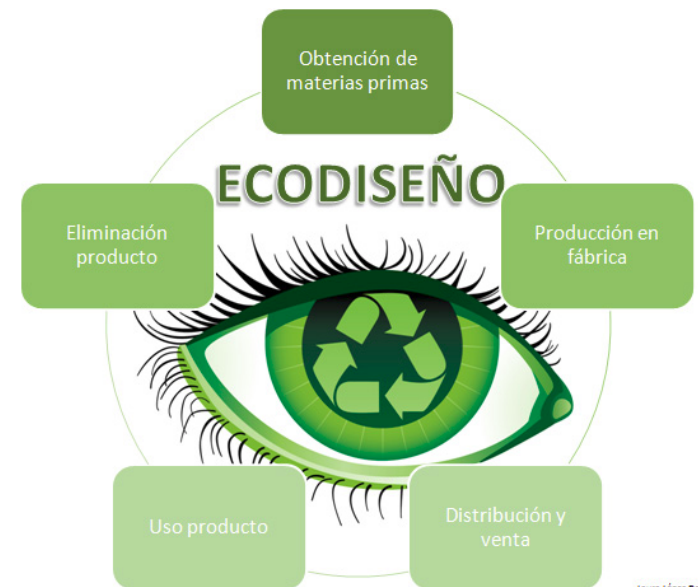 Obtención de
materias primas
ECODISEÑO
Eliminación
producto
Producción en
fábrica
Uso producto
Distribución y
venta